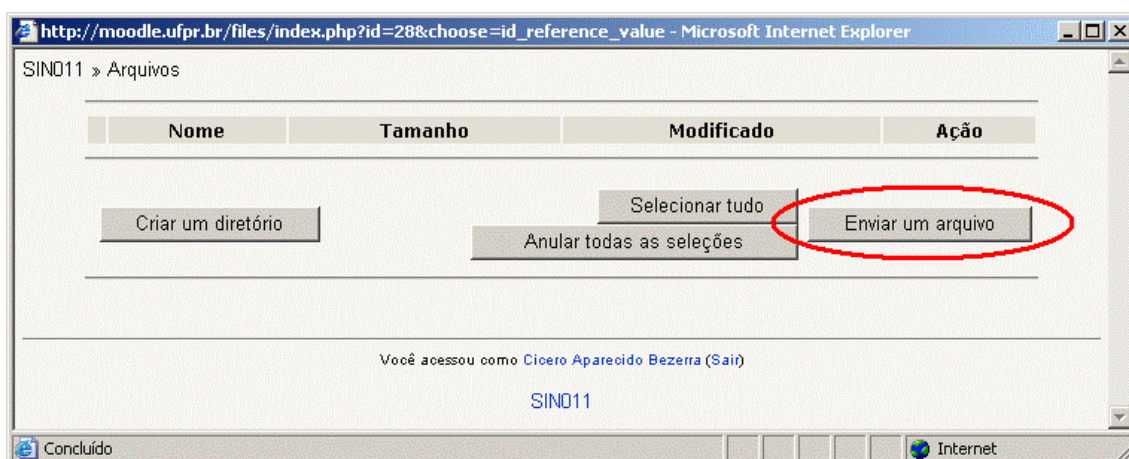 http://moodle.ufpr.br/files/index.php?id=28&choose=id_reference_value - Microsoft Internet Explorer
SIN011 » Arquivos
Nome Tamanho Modificado Ação
Selecionar tudo
Criar um diretório Enviar um arquivo
Anular todas as seleções
Você acessou como Cicero Aparecido Bezerra (Sair)
SIN011
Concluído Internet